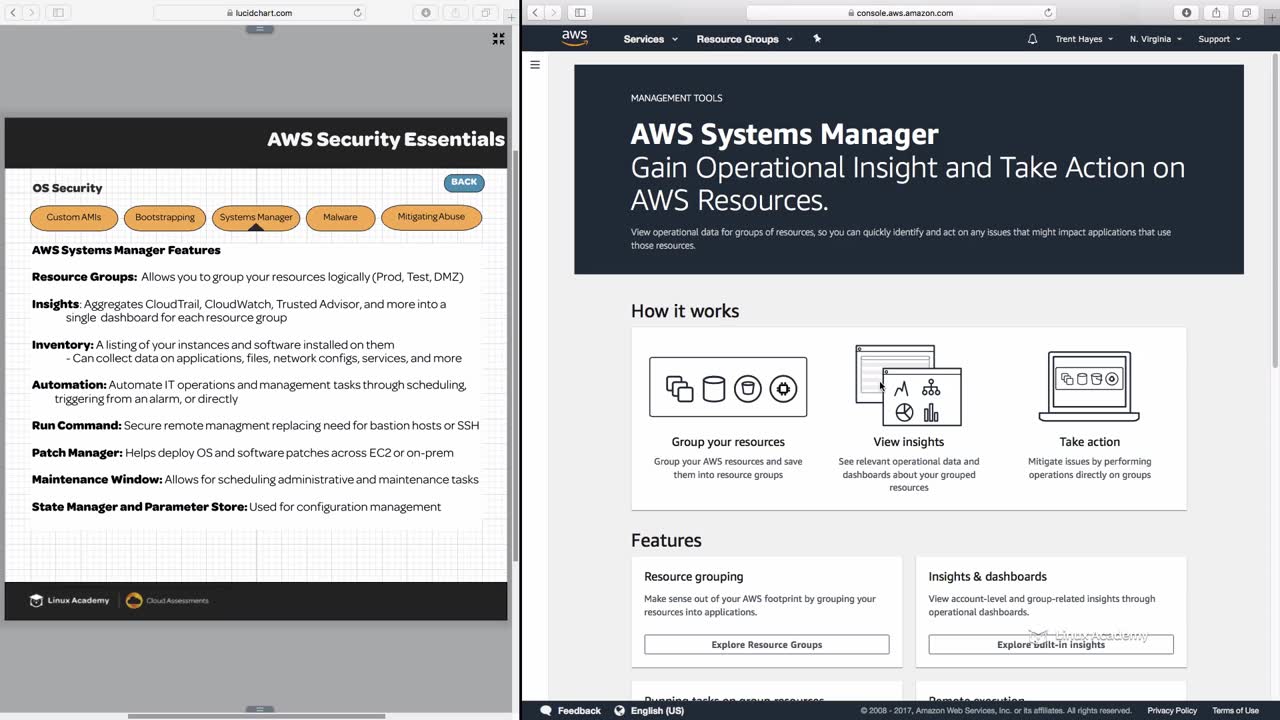 lucidchart.com
AWS Security Essentials
OS Security
BACK
Custom AMIs
Bootstrapping
Systems Manager
Malware
Mitigating Abuse
AWS Systems Manager Features
Resource Groups: Allows you to group your resources logically (Prod, Test, DMZ)
Insights: Aggregates CloudTrail, CloudWatch, Trusted Advisor, and more into a
single dashboard for each resource group
Inventory: A listing of your instances and software installed on them
- Can collect data on applications, files, network configs, services, and more
Automation: Automate IT operations and management tasks through scheduling,
triggering from an alarm, or directly
Run Command: Secure remote managment replacing need for bastion hosts or SSH
Patch Manager: Helps deploy OS and software patches across EC2 or on-prem
Maintenance Window: Allows for scheduling administrative and maintenance tasks
State Manager and Parameter Store: Used for configuration management
Linux Academy
Cloud Assessments
console.aws.amazon.com
aws
Services
Resource Groups
Trent Hayes
N. Virginia
Support
MANAGEMENT TOOLS
AWS Systems Manager
Gain Operational Insight and Take Action on
AWS Resources.
View operational data for groups of resources, so you can quickly identify and act on any issues that might impact applications that use
those resources.
How it works
Group your resources
Group your AWS resources and save
them into resource groups
View insights
See relevant operational data and
dashboards about your grouped
resources
Take action
Mitigate issues by performing
operations directly on groups
Features
Resource grouping
Make sense out of your AWS footprint by grouping your
resources into applications.
Explore Resource Groups
Insights & dashboards
View account-level and group-related insights through
operational dashboards.
Explore built-in insights
Linux Academy
Running tasks on group resources
Remote execution
Feedback
English (US)
© 2008 - 2017, Amazon Web Services, Inc. or its affiliates. All rights reserved.
Privacy Policy
Terms of Use